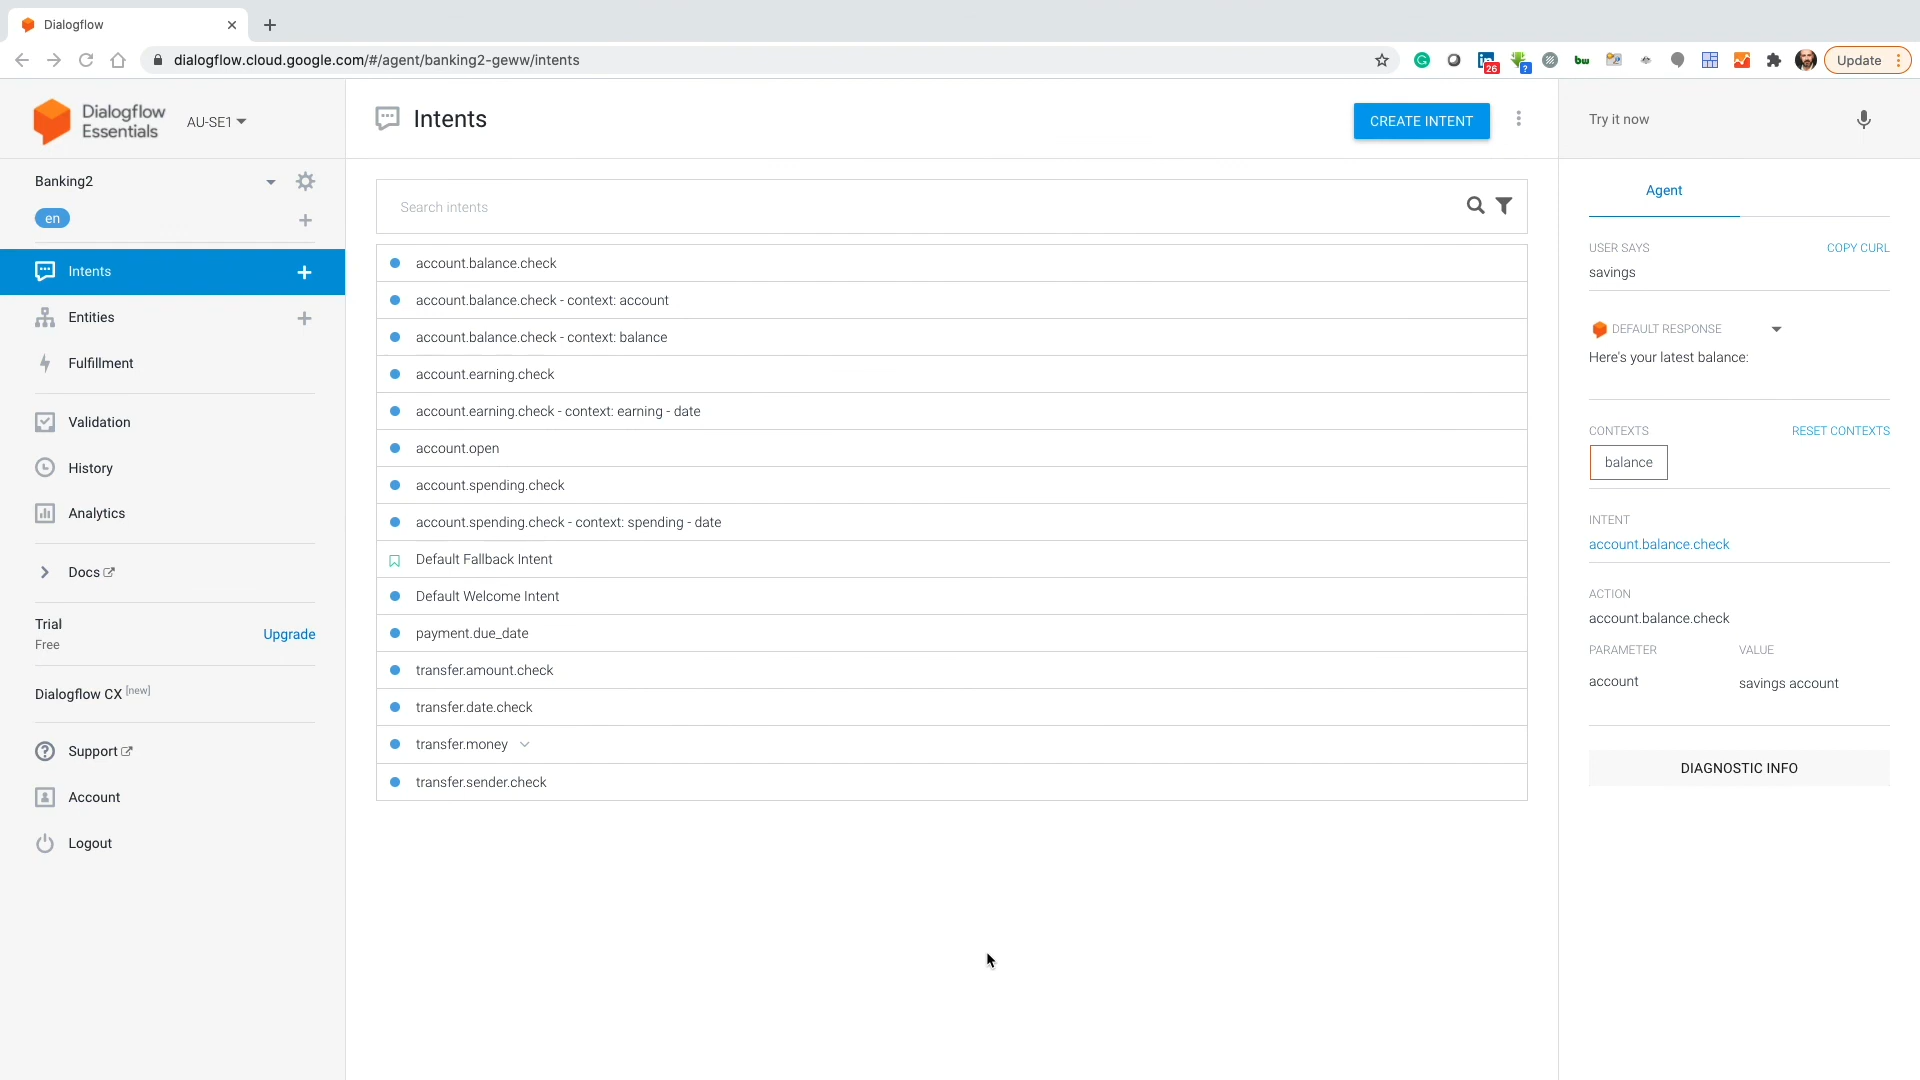 Dialogflow
dialogflow.cloud.google.com/#/agent/banking2-geww/intents
26
?
bw
Update
Dialogflow
Essentials
AU-SE1
Intents
CREATE INTENT
Try it now
Banking2
en
Intents
Entities
Fulfillment
Validation
History
Analytics
Docs
Trial
Free
Upgrade
Dialogflow CX [new]
Support
Account
Logout
Search intents
account.balance.check
account.balance.check - context: account
account.balance.check - context: balance
account.earning.check
account.earning.check - context: earning - date
account.open
account.spending.check
account.spending.check - context: spending - date
Default Fallback Intent
Default Welcome Intent
payment.due_date
transfer.amount.check
transfer.date.check
transfer.money
transfer.sender.check
Agent
USER SAYS
COPY CURL
savings
DEFAULT RESPONSE
Here's your latest balance:
CONTEXTS
RESET CONTEXTS
balance
INTENT
account.balance.check
ACTION
account.balance.check
PARAMETER
VALUE
account
savings account
DIAGNOSTIC INFO